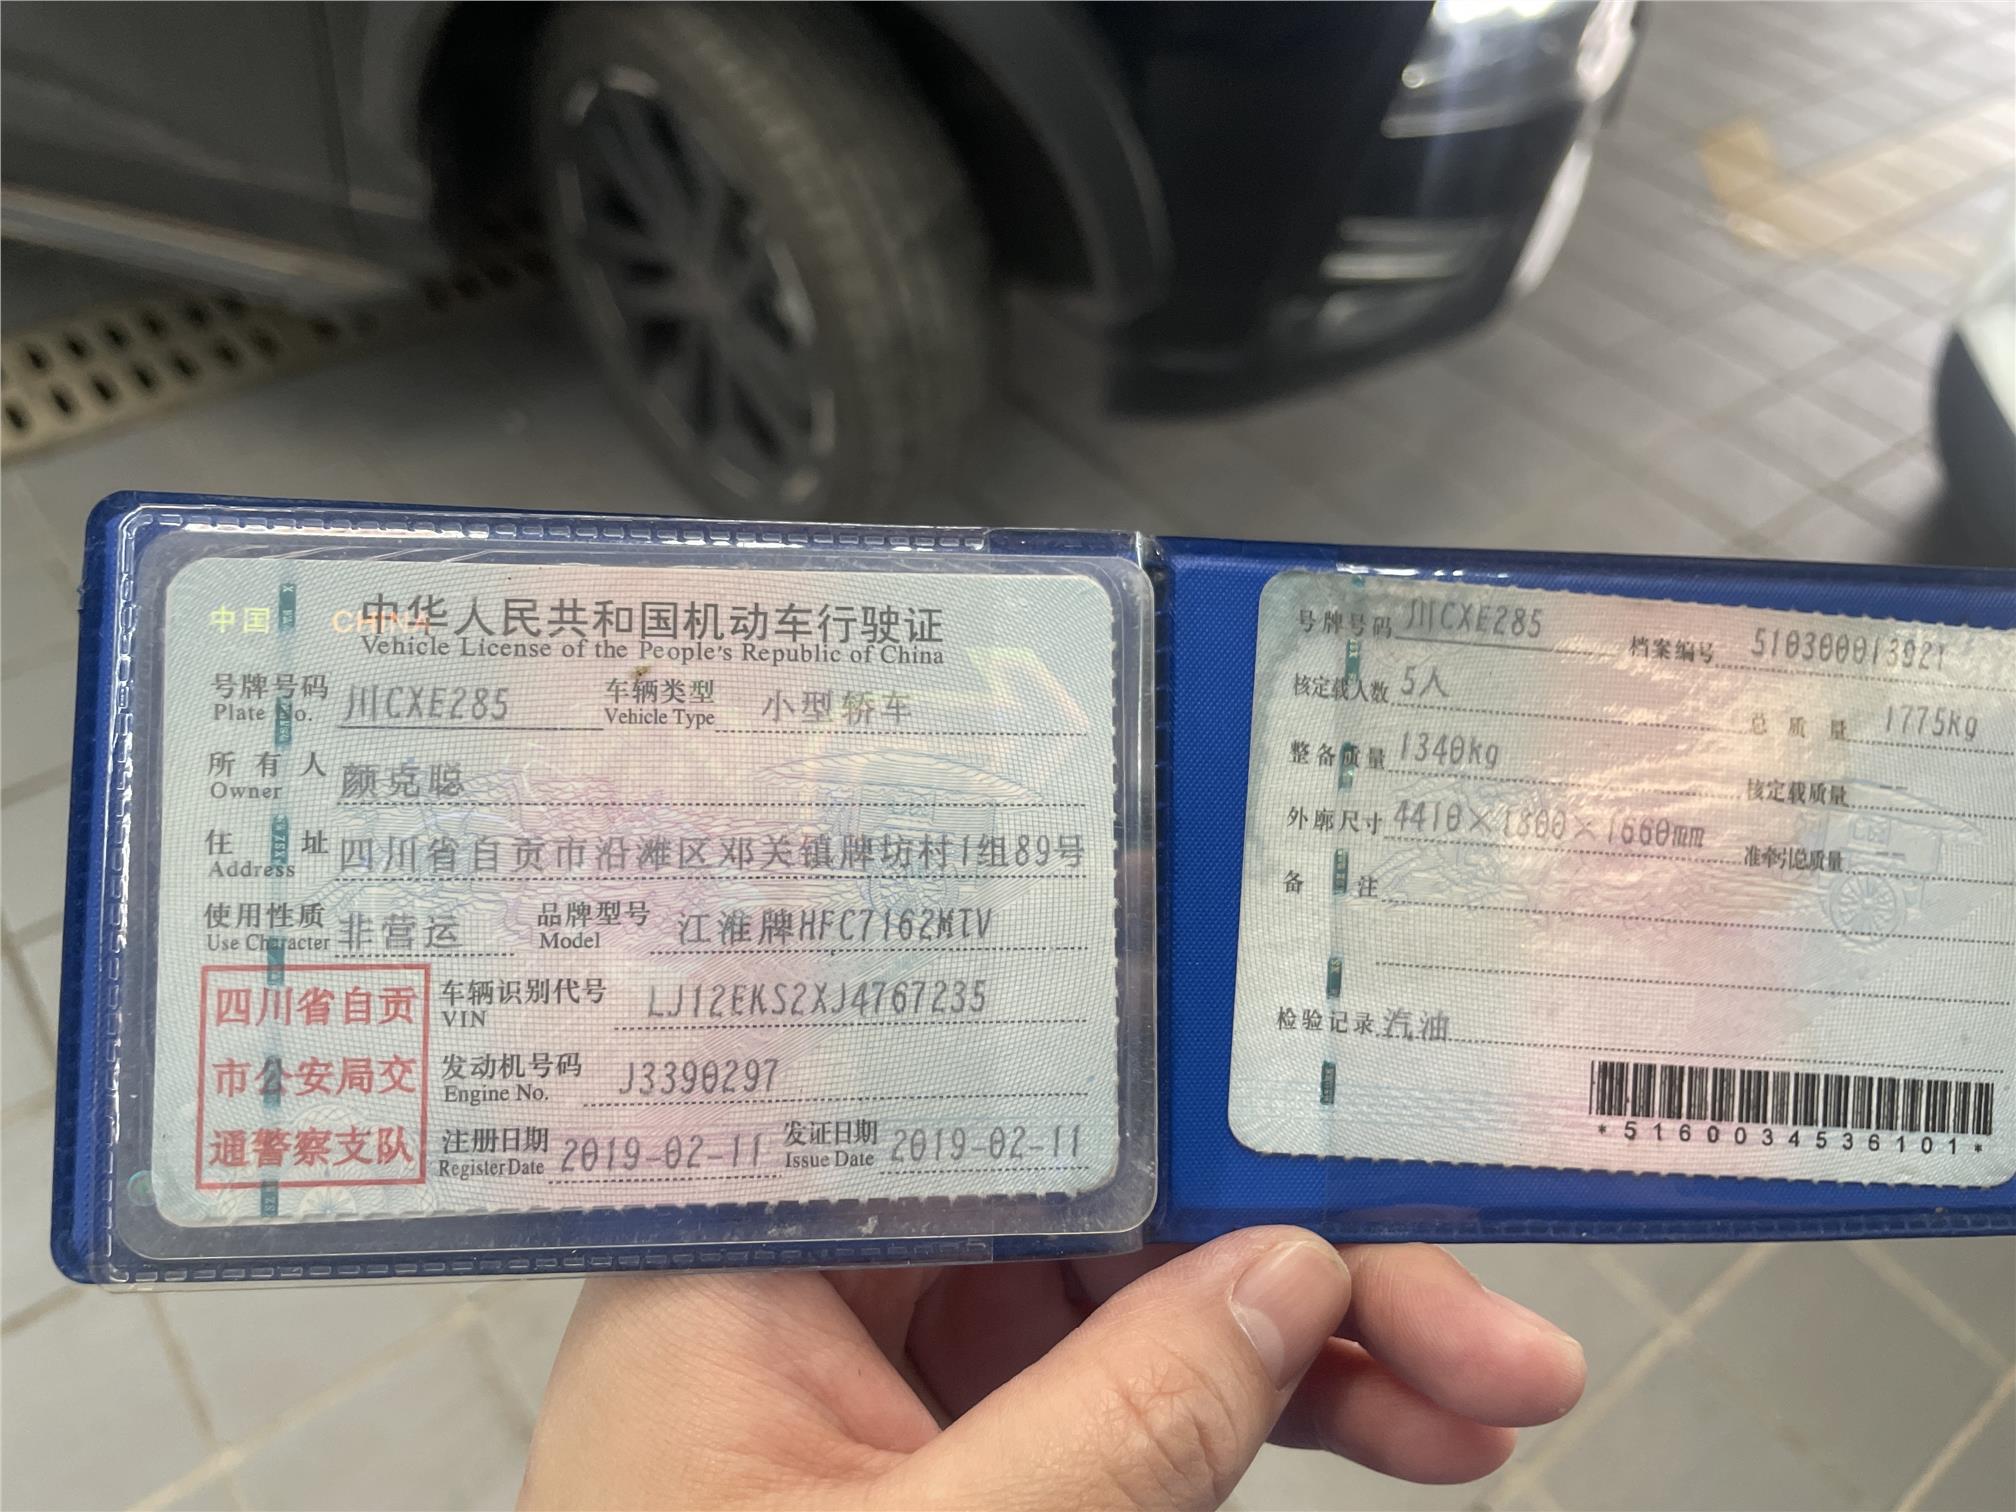 中国 CHINA
中华人民共和国机动车行驶证
Vehicle License of the People's Republic of China
号牌号码 川CXE285 车辆类型 小型轿车
Plate No. Vehicle Type
所有人 颜克聪
Owner
住址 四川省自贡市沿滩区邓关镇牌坊村1组89号
Address
使用性质 非营运 品牌型号 江淮牌HFC7162MTV
Use Character Model
四川省自贡
市公安局交
通警察支队
车辆识别代号 LJ12EKS2XJ4767235
VIN
发动机号码 J3390297
Engine No.
注册日期 2019-02-11 发证日期 2019-02-11
Register Date Issue Date
号牌号码 川CXE285 档案编号 510300013921
核定载人数 5人 总质量 1775kg
整备质量 1340kg 核定载质量 --
外廓尺寸 4410×1800×1660mm 准牵引总质量 --
备注
检验记录 汽油
*5160034536101*